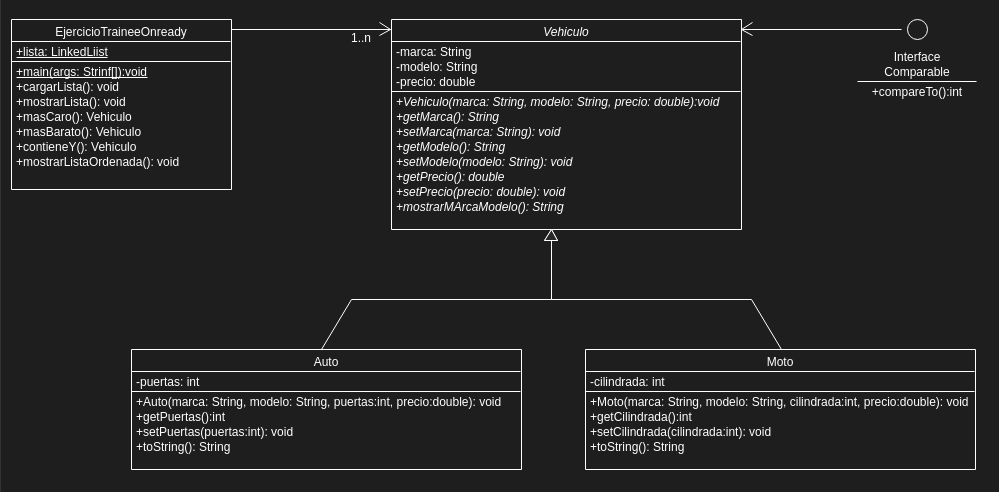 EjercicioTraineeOnready
+lista: LinkedLiist
+main(args: Strinf[]):void
+cargarLista(): void
+mostrarLista(): void
+masCaro(): Vehiculo
+masBarato(): Vehiculo
+contieneY(): Vehiculo
+mostrarListaOrdenada(): void
1..n
Vehiculo
-marca: String
-modelo: String
-precio: double
+Vehiculo(marca: String, modelo: String, precio: double):void
+getMarca(): String
+setMarca(marca: String): void
+getModelo(): String
+setModelo(modelo: String): void
+getPrecio(): double
+setPrecio(precio: double): void
+mostrarMArcaModelo(): String
Interface
Comparable
+compareTo():int
Auto
-puertas: int
+Auto(marca: String, modelo: String, puertas:int, precio:double): void
+getPuertas():int
+setPuertas(puertas:int): void
+toString(): String
Moto
-cilindrada: int
+Moto(marca: String, modelo: String, cilindrada:int, precio:double): void
+getCilindrada():int
+setCilindrada(cilindrada:int): void
+toString(): String